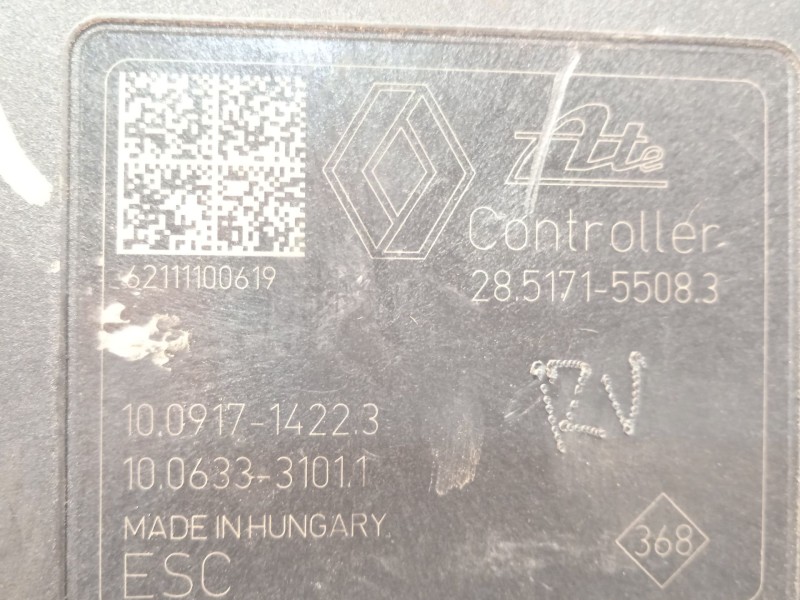 Ate
Controller
62111100619
28.5171-5508.3
10.0917-1422.3
10.0633-3101.1
MADE IN HUNGARY
368
ESC